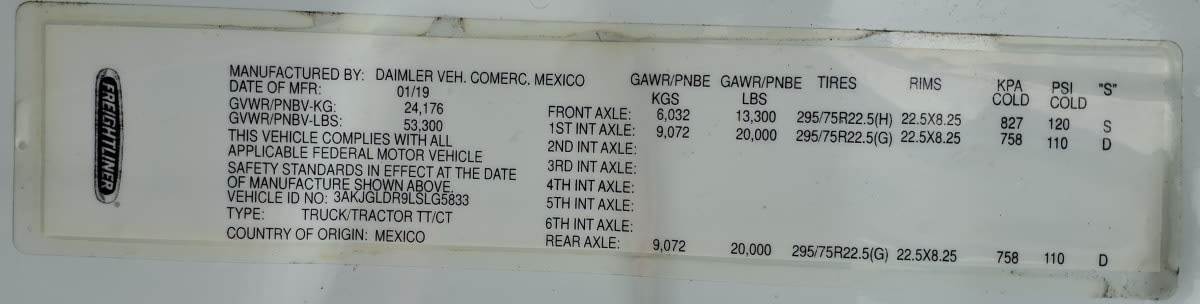 FREIGHTLINER
MANUFACTURED BY: DAIMLER VEH. COMERC. MEXICO
DATE OF MFR: 01/19
GVWR/PNBV-KG: 24,176
GVWR/PNBV-LBS: 53,300
THIS VEHICLE COMPLIES WITH ALL
APPLICABLE FEDERAL MOTOR VEHICLE
SAFETY STANDARDS IN EFFECT AT THE DATE
OF MANUFACTURE SHOWN ABOVE.
VEHICLE ID NO: 3AKJGLDR9LSLG5833
TYPE: TRUCK/TRACTOR TT/CT
COUNTRY OF ORIGIN: MEXICO
GAWR/PNBE GAWR/PNBE TIRES RIMS KPA PSI "S"
KGS LBS COLD COLD
FRONT AXLE: 6,032 13,300 295/75R22.5(H) 22.5X8.25 827 120 S
1ST INT AXLE: 9,072 20,000 295/75R22.5(G) 22.5X8.25 758 110 D
2ND INT AXLE:
3RD INT AXLE:
4TH INT AXLE:
5TH INT AXLE:
6TH INT AXLE:
REAR AXLE: 9,072 20,000 295/75R22.5(G) 22.5X8.25 758 110 D